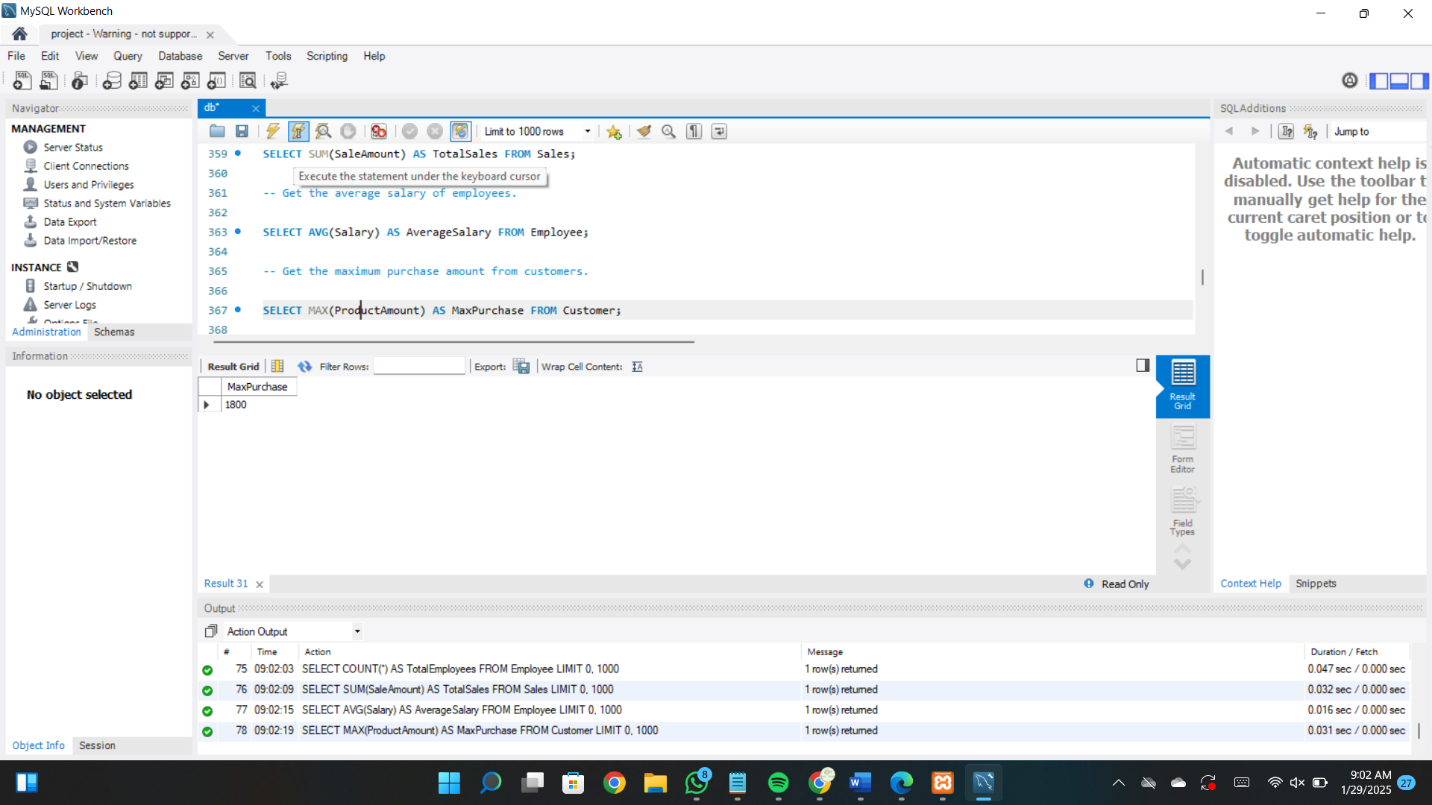 MySQL Workbench
project - Warning - not suppor...
File Edit View Query Database Server Tools Scripting Help
Navigator
MANAGEMENT
Server Status
Client Connections
Users and Privileges
Status and System Variables
Data Export
Data Import/Restore
INSTANCE
Startup / Shutdown
Server Logs
Options File
Administration Schemas
Information
No object selected
Object Info Session
db*
Limit to 1000 rows
359 SELECT SUM(SaleAmount) AS TotalSales FROM Sales;
360
Execute the statement under the keyboard cursor
361 -- Get the average salary of employees.
362
363 SELECT AVG(Salary) AS AverageSalary FROM Employee;
364
365 -- Get the maximum purchase amount from customers.
366
367 SELECT MAX(ProductAmount) AS MaxPurchase FROM Customer;
368
Result Grid Filter Rows: Export: Wrap Cell Content:
MaxPurchase
1800
Result Grid
Form Editor
Field Types
Result 31
Read Only
SQLAdditions
Jump to
Automatic context help is
disabled. Use the toolbar t
manually get help for the
current caret position or to
toggle automatic help.
Context Help Snippets
Output
Action Output
# Time Action Message Duration / Fetch
75 09:02:03 SELECT COUNT(*) AS TotalEmployees FROM Employee LIMIT 0, 1000 1 row(s) returned 0.047 sec / 0.000 sec
76 09:02:09 SELECT SUM(SaleAmount) AS TotalSales FROM Sales LIMIT 0, 1000 1 row(s) returned 0.032 sec / 0.000 sec
77 09:02:15 SELECT AVG(Salary) AS AverageSalary FROM Employee LIMIT 0, 1000 1 row(s) returned 0.016 sec / 0.000 sec
78 09:02:19 SELECT MAX(ProductAmount) AS MaxPurchase FROM Customer LIMIT 0, 1000 1 row(s) returned 0.031 sec / 0.000 sec
8
9:02 AM
1/29/2025
27